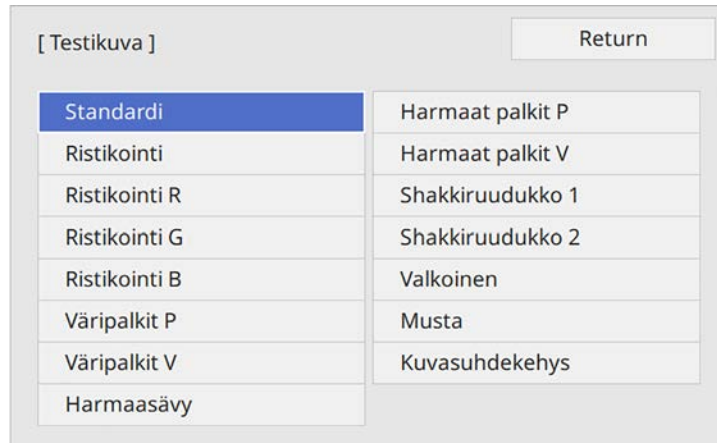 [ Testikuva ]
Return
Standardi
Ristikointi
Ristikointi R
Ristikointi G
Ristikointi B
Väripalkit P
Väripalkit V
Harmaasävy
Harmaat palkit P
Harmaat palkit V
Shakkiruudukko 1
Shakkiruudukko 2
Valkoinen
Musta
Kuvasuhdekehys